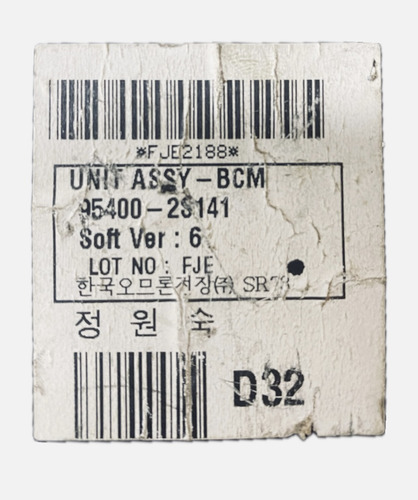 *FJE2188*
UNIT ASSY-BCM
95400-2S141
Soft Ver : 6
LOT NO : FJE
한국오므론전장(주)
정 원 숙
D32